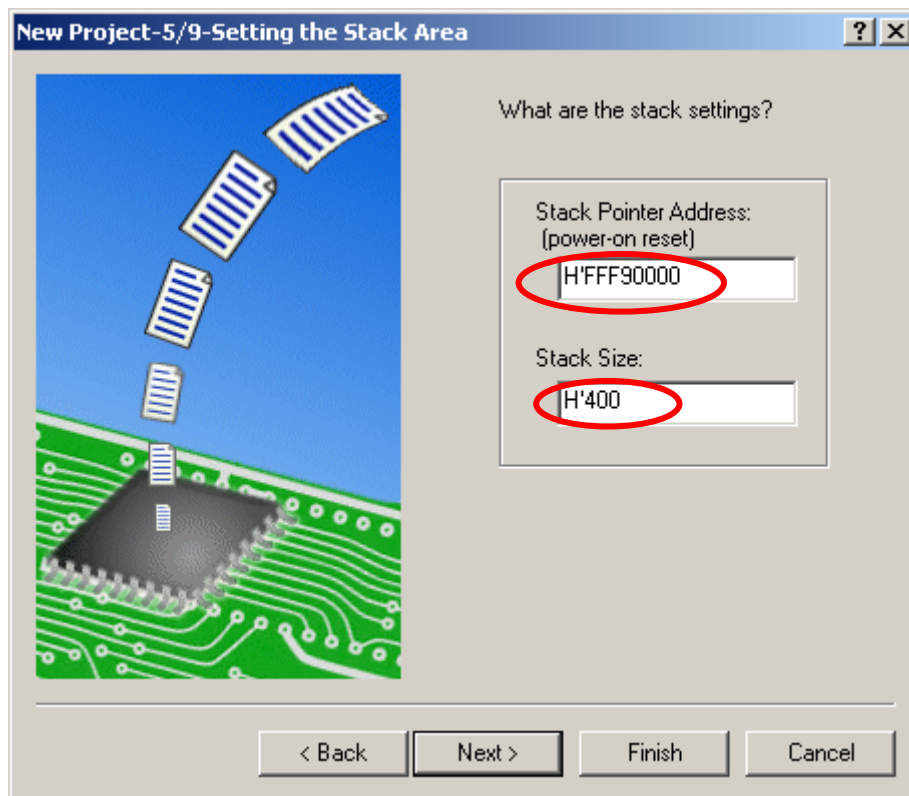 New Project-5/9-Setting the Stack Area
What are the stack settings?
Stack Pointer Address:
(power-on reset)
H'FFF90000
Stack Size:
H'400
< Back
Next >
Finish
Cancel